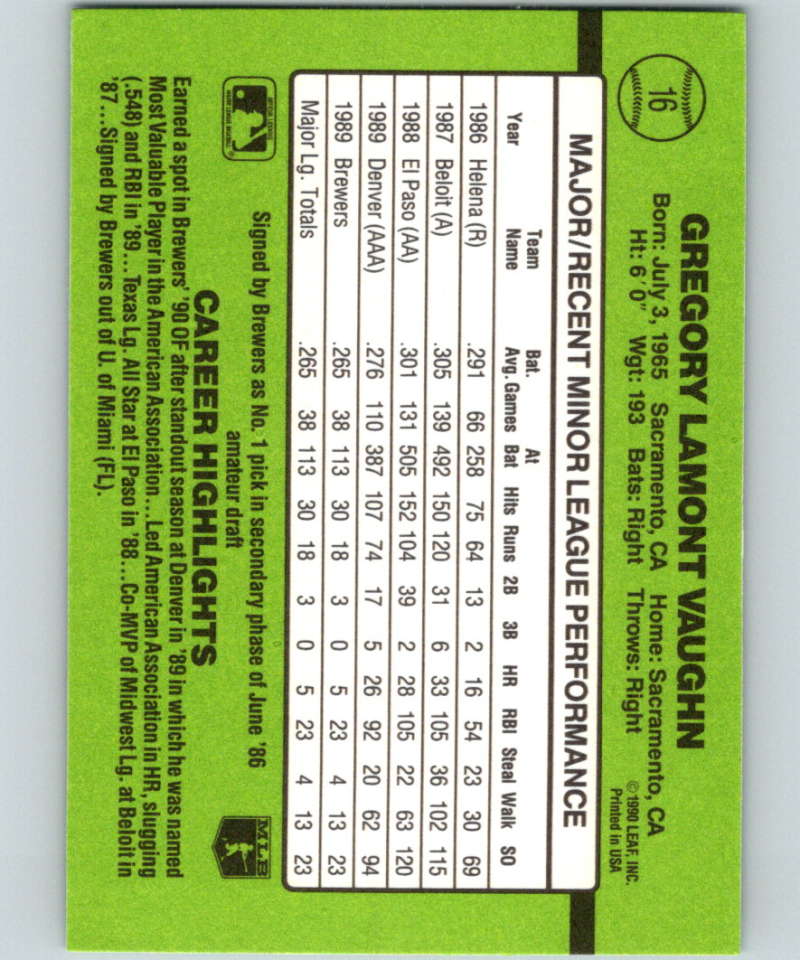 16
GREGORY LAMONT VAUGHN
Born: July 3, 1965 Sacramento, CA Home: Sacramento, CA
Ht: 6' 0" Wgt: 193 Bats: Right Throws: Right
© 1990 LEAF, INC.
Printed in USA
MAJOR/RECENT MINOR LEAGUE PERFORMANCE
Team Bat. At
Year Name Avg. Games Bat Hits Runs 2B 3B HR RBI Steal Walk SO
1986 Helena (R) .291 66 258 75 64 13 2 16 54 23 30 69
1987 Beloit (A) .305 139 492 150 120 31 6 33 105 36 102 115
1988 El Paso (AA) .301 131 505 152 104 39 2 28 105 22 63 120
1989 Denver (AAA) .276 110 387 107 74 17 5 26 92 20 62 94
1989 Brewers .265 38 113 30 18 3 0 5 23 4 13 23
Major Lg. Totals .265 38 113 30 18 3 0 5 23 4 13 23
Signed by Brewers as No. 1 pick in secondary phase of June '86
amateur draft
MLB
CAREER HIGHLIGHTS
Earned a spot in Brewers' '90 OF after standout season at Denver in '89 in which he was named
Most Valuable Player in the American Association...Led American Association in HR, slugging
(.548) and RBI in '89...Texas Lg. All Star at El Paso in '88...Co-MVP of Midwest Lg. at Beloit in
'87...Signed by Brewers out of U. of Miami (FL).